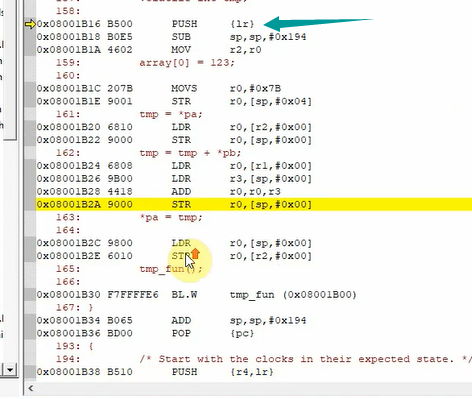 158:
0x08001B16 B500 PUSH {lr}
0x08001B18 B0E5 SUB sp,sp,#0x194
0x08001B1A 4602 MOV r2,r0
159: array[0] = 123;
160:
0x08001B1C 207B MOVS r0,#0x7B
0x08001B1E 9001 STR r0,[sp,#0x04]
161: tmp = *pa;
0x08001B20 6810 LDR r0,[r2,#0x00]
0x08001B22 9000 STR r0,[sp,#0x00]
162: tmp = tmp + *pb;
0x08001B24 6808 LDR r0,[r1,#0x00]
0x08001B26 9B00 LDR r3,[sp,#0x00]
0x08001B28 4418 ADD r0,r0,r3
0x08001B2A 9000 STR r0,[sp,#0x00]
163: *pa = tmp;
164:
0x08001B2C 9800 LDR r0,[sp,#0x00]
0x08001B2E 6010 STR r0,[r2,#0x00]
165: tmp_fun();
166:
0x08001B30 F7FFFFE6 BL.W tmp_fun (0x08001B00)
167: }
0x08001B34 B065 ADD sp,sp,#0x194
0x08001B36 BD00 POP {pc}
193: {
194: /* Start with the clocks in their expected state. */
0x08001B38 B510 PUSH {r4,lr}